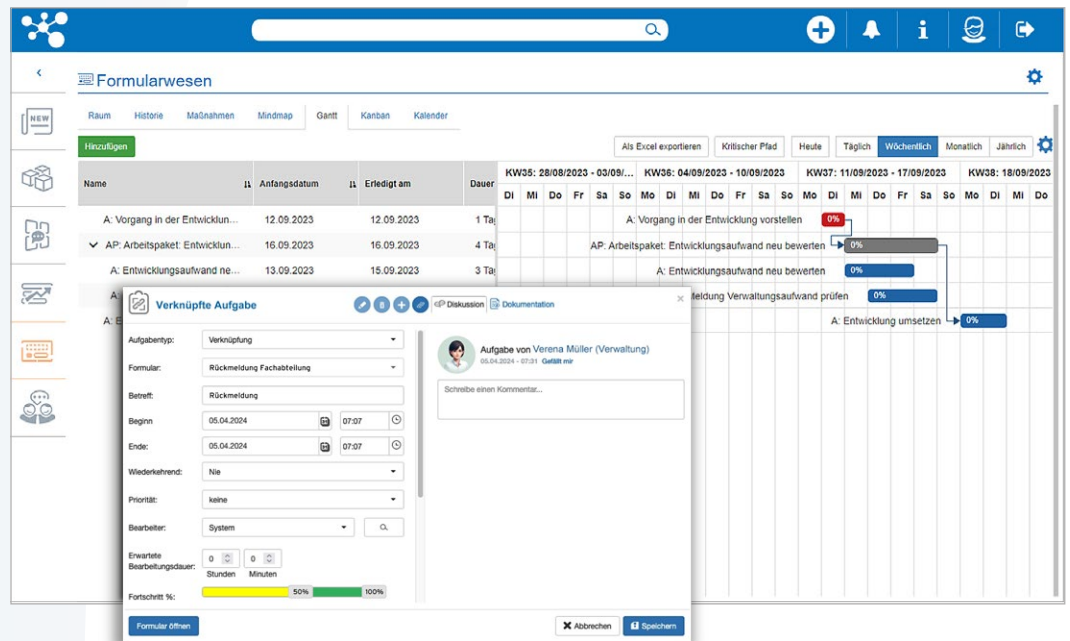 Formularwesen
Raum Historie Maßnahmen Mindmap Gantt Kanban Kalender
Hinzufügen Als Excel exportieren Kritischer Pfad Heute Täglich Wöchentlich Monatlich Jährlich
NEW
Name Anfangsdatum Erledigt am Dauer
KW35: 28/08/2023 - 03/09/... KW36: 04/09/2023 - 10/09/2023 KW37: 11/09/2023 - 17/09/2023 KW38: 18/09/2023
Di Mi Do Fr Sa So Mo Di Mi Do Fr Sa So Mo Di Mi Do Fr Sa So Mo Di Mi Do
A: Vorgang in der Entwicklun... 12.09.2023 12.09.2023 1 Tag A: Vorgang in der Entwicklung vorstellen 0%
AP: Arbeitspaket: Entwicklun... 16.09.2023 16.09.2023 4 Ta AP: Arbeitspaket: Entwicklungsaufwand neu bewerten 0%
A: Entwicklungsaufwand ne... 13.09.2023 15.09.2023 3 Ta A: Entwicklungsaufwand neu bewerten 0%
A: eldung Verwaltungsaufwand prüfen 0%
A: E A: Entwicklung umsetzen 0%
Verknüpfte Aufgabe Diskussion Dokumentation
Aufgabentyp: Verknüpfung
Formular: Rückmeldung Fachabteilung
Betreff: Rückmeldung
Beginn 05.04.2024 07:07
Ende: 05.04.2024 07:07
Wiederkehrend: Nie
Priorität: keine
Bearbeiter: System
Erwartete
Bearbeitungsdauer: 0 0
Stunden Minuten
Fortschritt %: 50% 100%
Aufgabe von Verena Müller (Verwaltung)
05.04.2024 - 07:31 Gefällt mir
Schreibe einen Kommentar...
Formular öffnen Abbrechen Speichern